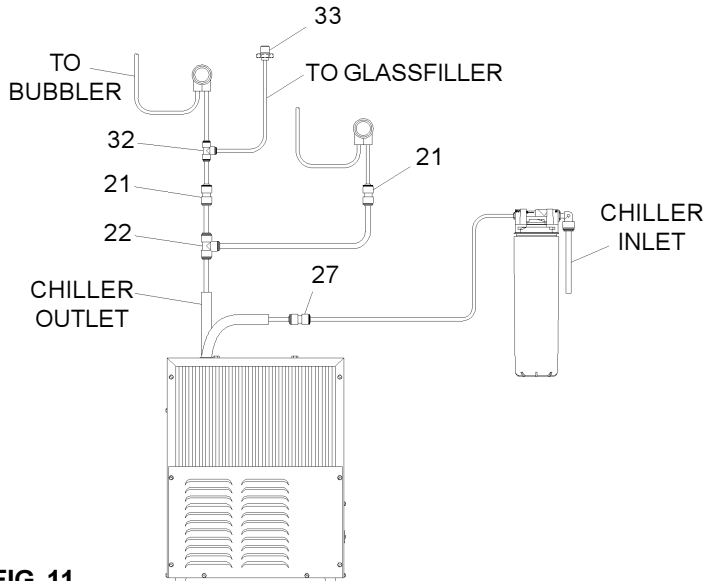 33
TO
BUBBLER
TO GLASSFILLER
32
21
21
22
CHILLER
INLET
27
CHILLER
OUTLET
FIG. 11